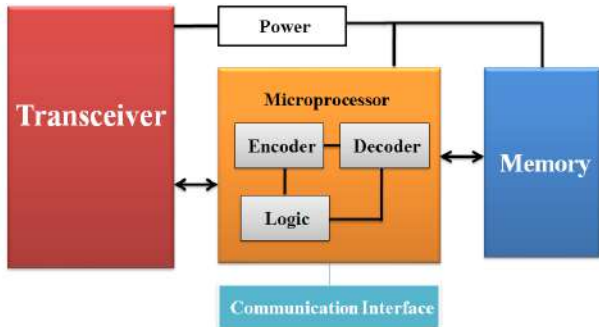 Power
Transceiver
Microprocessor
Encoder
Decoder
Logic
Memory
Communication Interface